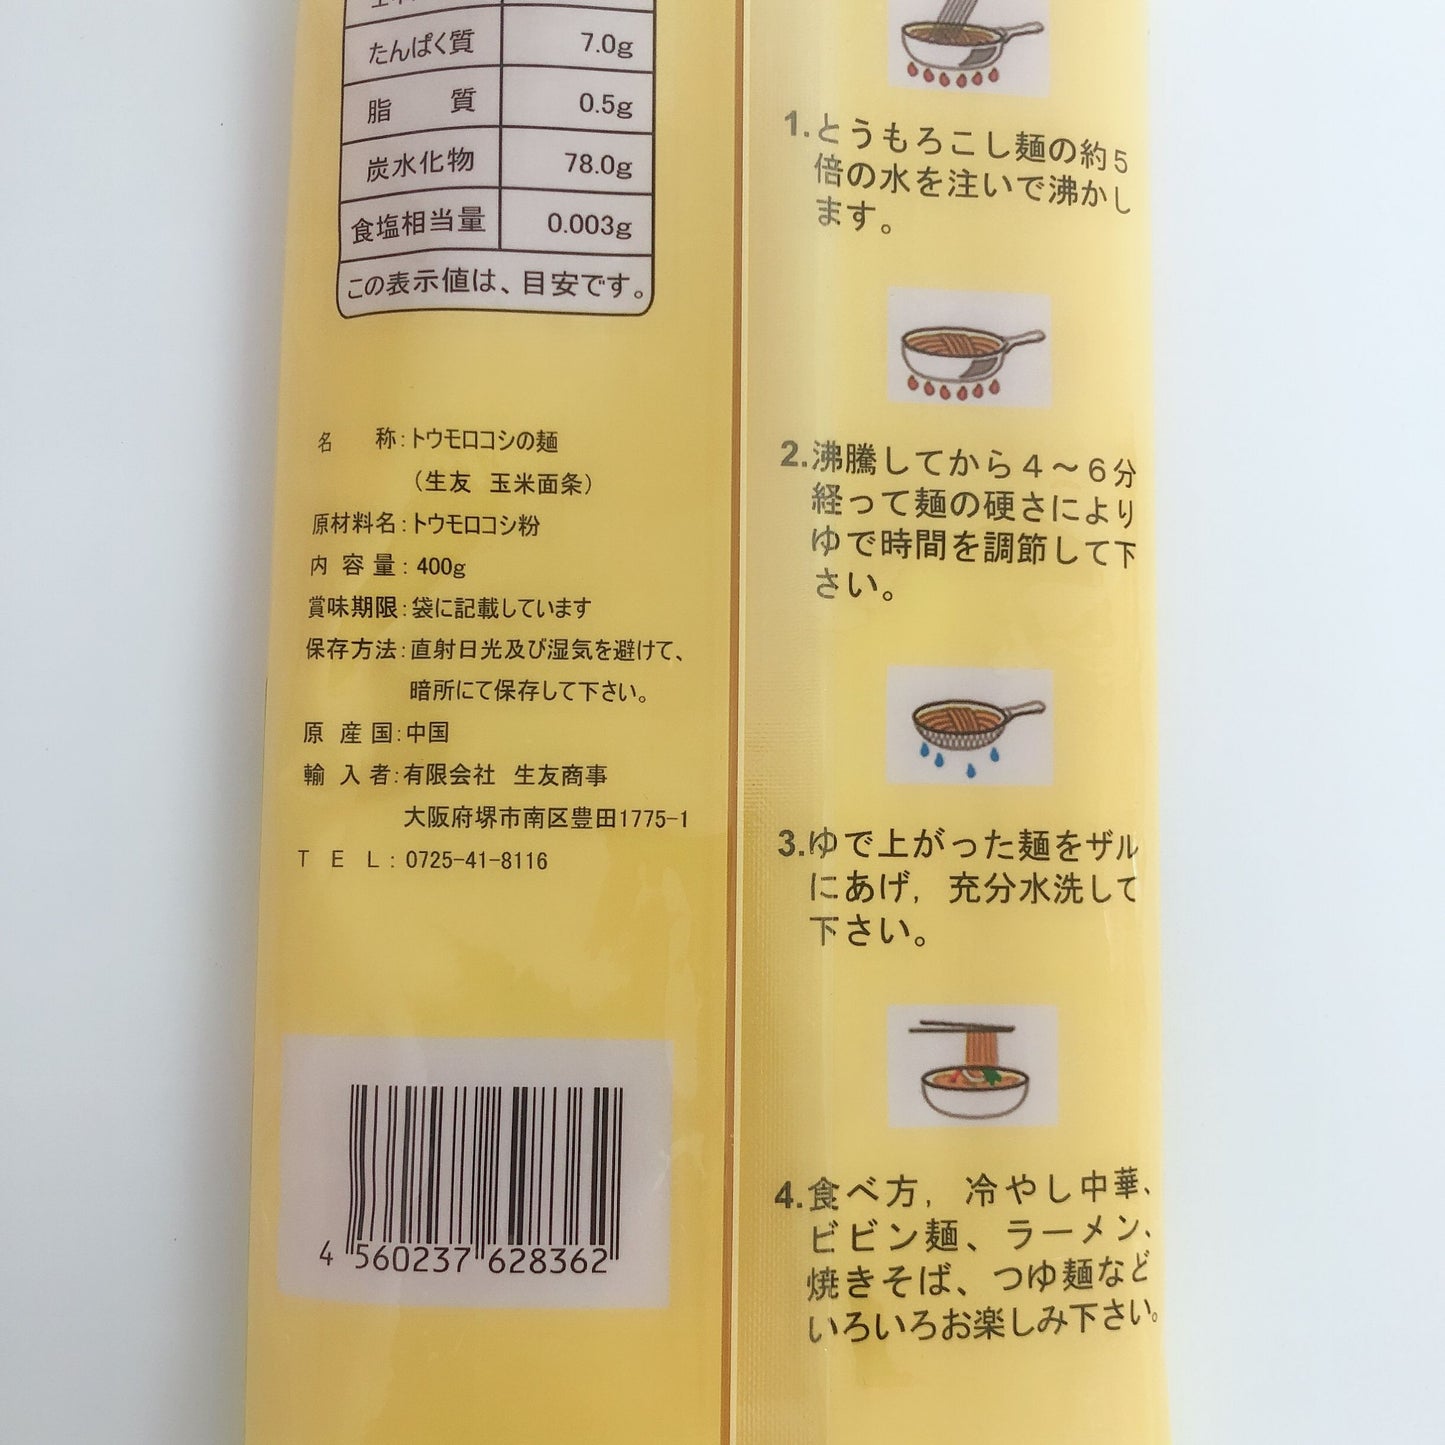 たんぱく質 7.0g
脂質 0.5g
炭水化物 78.0g
食塩相当量 0.003g
この表示値は、目安です。
名 称：トウモロコシの麺
（生友 玉米面条）
原材料名：トウモロコシ粉
内容量：400g
賞味期限：袋に記載しています
保存方法：直射日光及び湿気を避けて、
暗所にて保存して下さい。
原産国：中国
輸入者：有限会社 生友商事
大阪府堺市南区豊田1775-1
TEL：0725-41-8116
4 560237 628362
1.とうもろこし麺の約5
倍の水を注いで沸かし
ます。
2.沸騰してから4～6分
経って麺の硬さにより
ゆで時間を調節して下
さい。
3.ゆで上がった麺をザル
にあげ, 充分水洗して
下さい。
4.食べ方, 冷やし中華、
ビビン麺、ラーメン、
焼きそば、つゆ麺など
いろいろお楽しみ下さい。